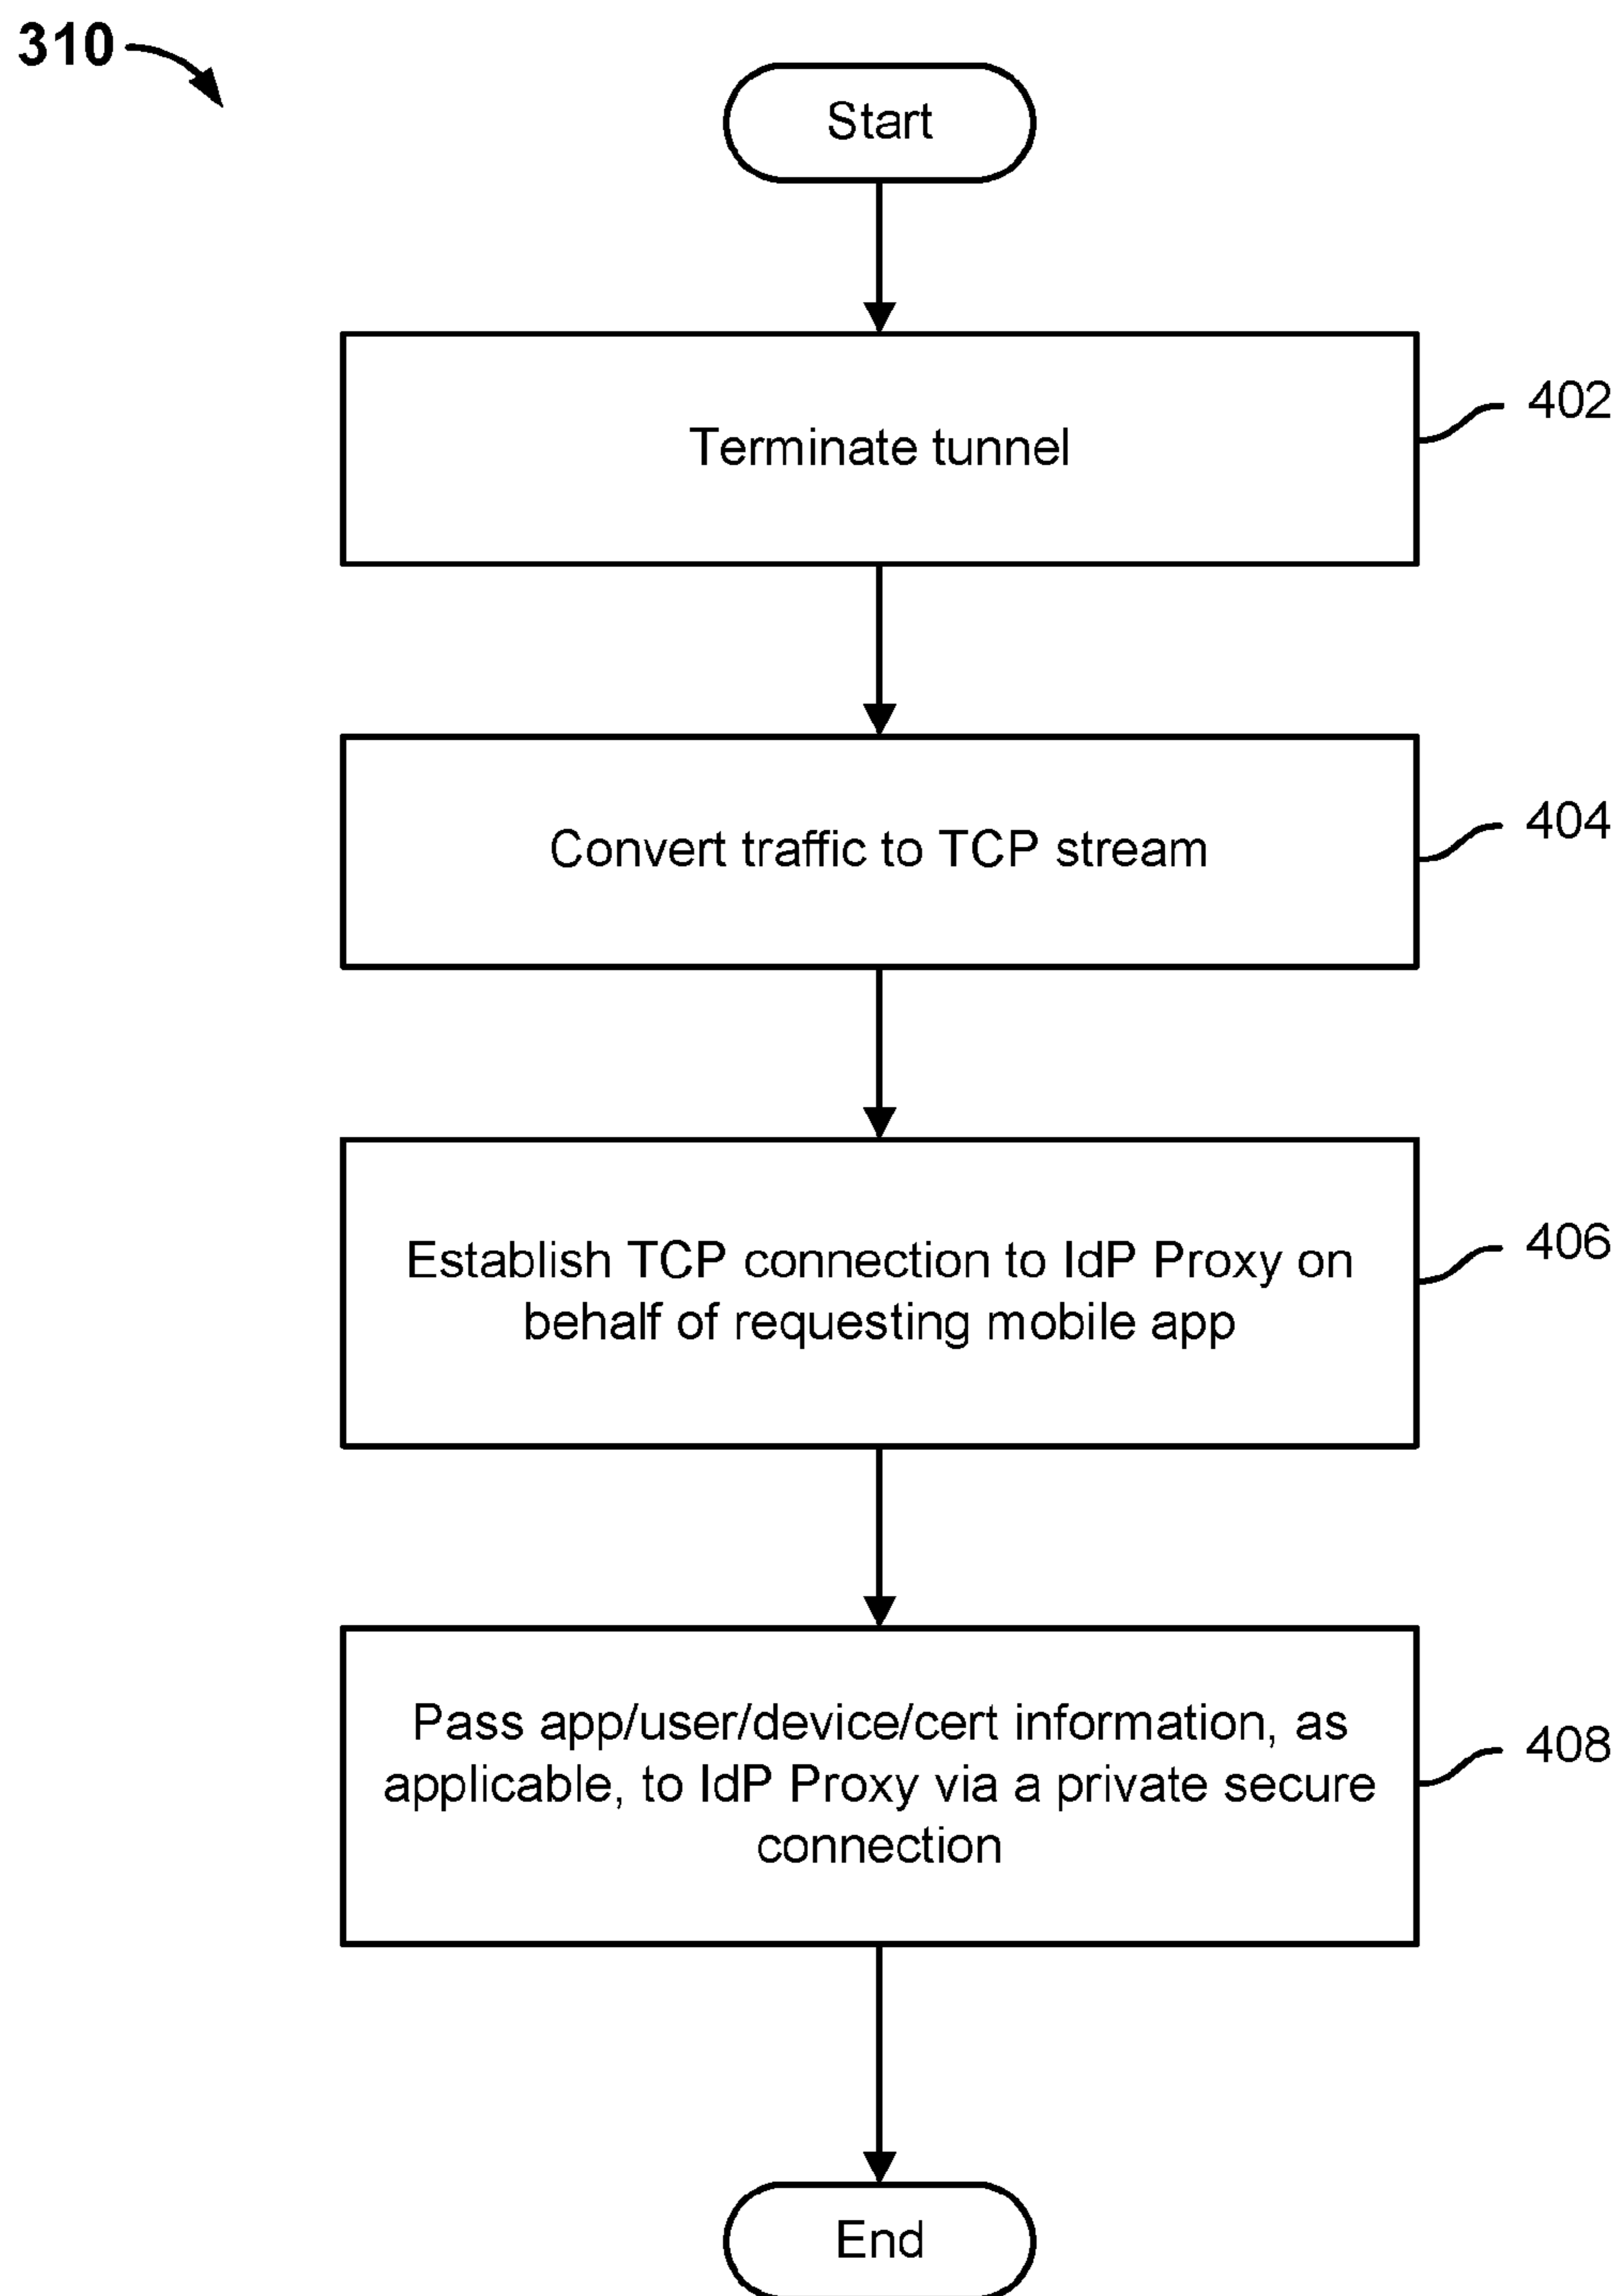 310
Start
Terminate tunnel
402
Convert traffic to TCP stream
404
Establish TCP connection to IdP Proxy on
behalf of requesting mobile app
406
Pass app/user/device/cert information, as
applicable, to IdP Proxy via a private secure
connection
408
End